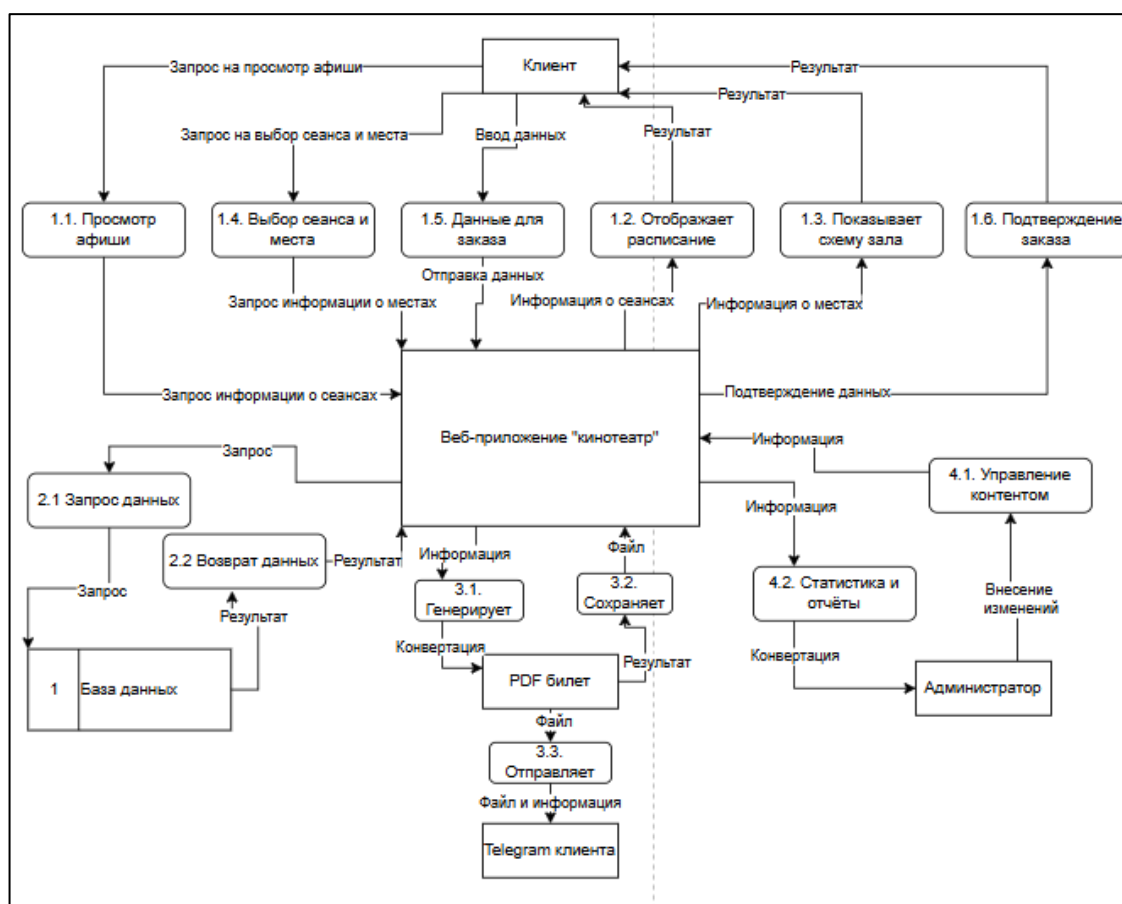 Клиент
Запрос на просмотр афиши
Результат
Результат
Запрос на выбор сеанса и места
Ввод данных
Результат
1.1. Просмотр
афиши
1.4. Выбор сеанса и
места
1.5. Данные для
заказа
1.2. Отображает
расписание
1.3. Показывает
схему зала
1.6. Подтверждение
заказа
Отправка данных
Запрос информации о местах
Информация о сеансах
Информация о местах
Запрос информации о сеансах
Подтверждение данных
Веб-приложение "кинотеатр"
Запрос
Информация
2.1 Запрос данных
4.1. Управление
контентом
Информация
2.2 Возврат данных
Результат
Информация
Файл
Запрос
3.1.
Генерирует
3.2.
Сохраняет
4.2. Статистика и
отчёты
Внесение
изменений
Результат
Конвертация
Результат
Конвертация
1
База данных
PDF билет
Администратор
Файл
3.3.
Отправляет
Файл и информация
Telegram клиента